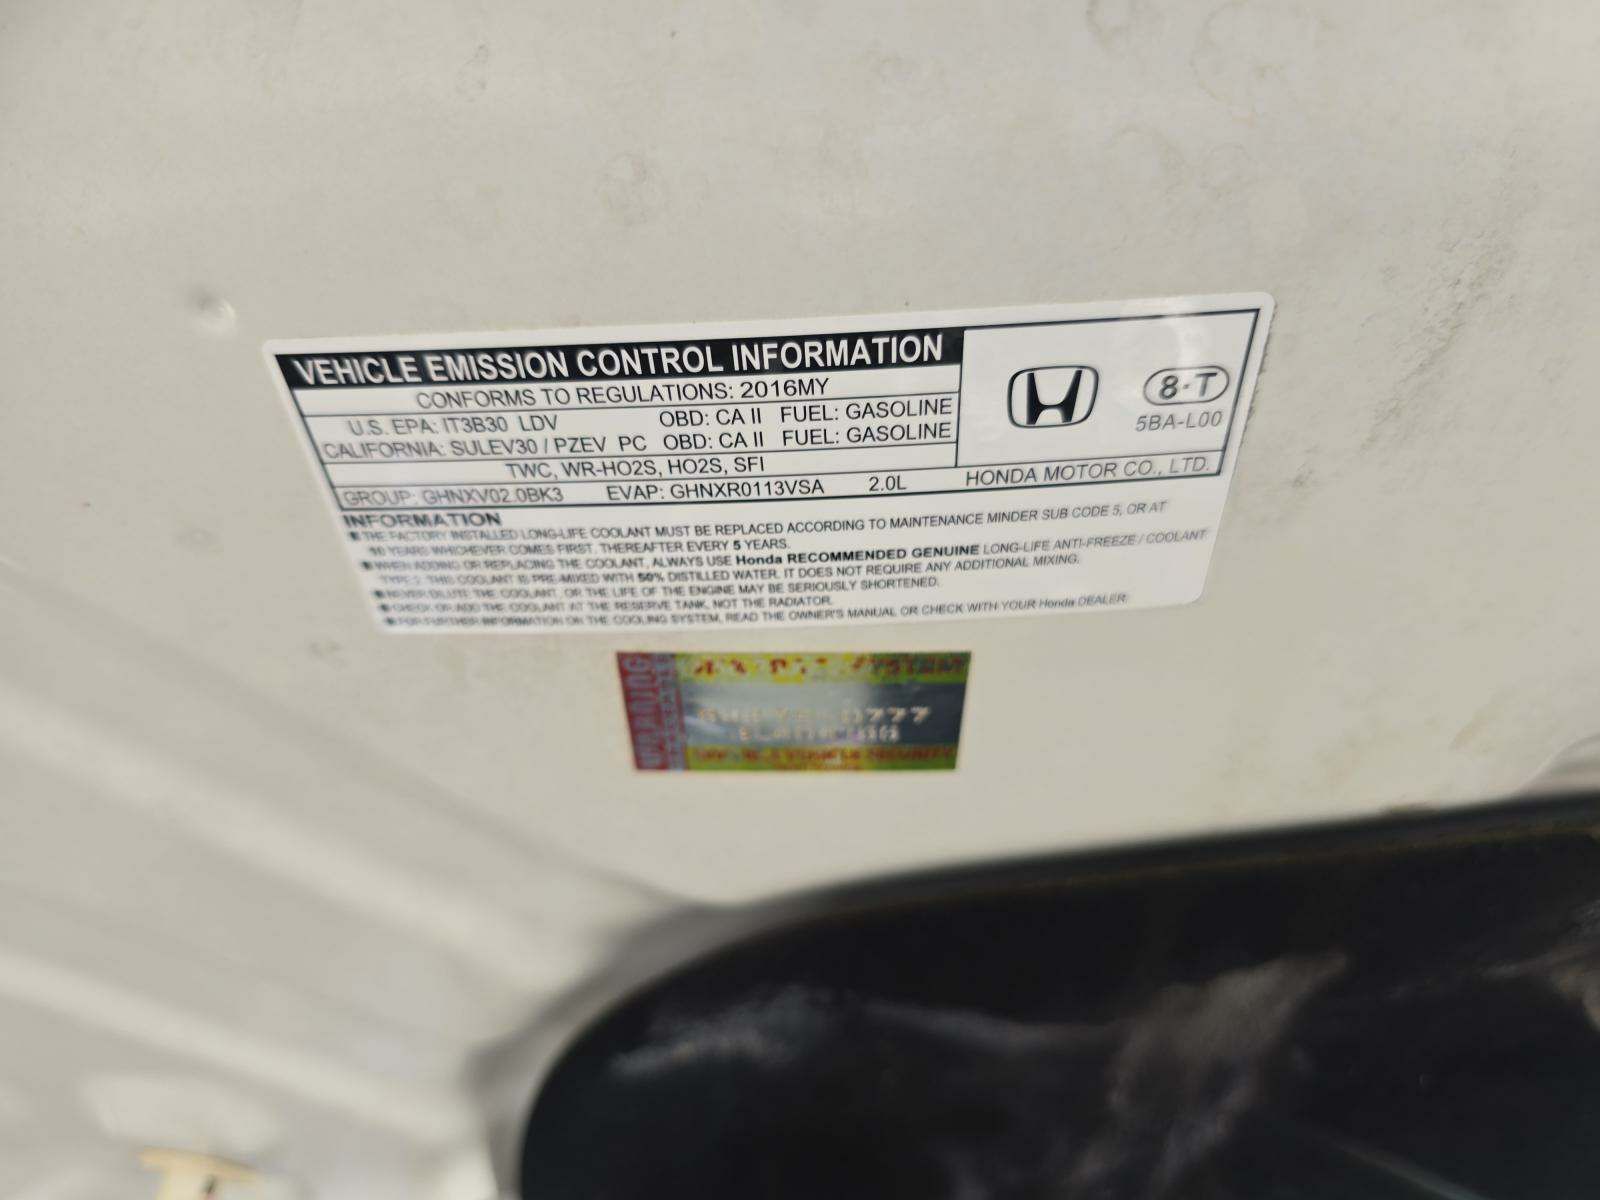 VEHICLE EMISSION CONTROL INFORMATION
CONFORMS TO REGULATIONS: 2016MY
U.S. EPA: IT3B30 LDV OBD: CA II FUEL: GASOLINE
CALIFORNIA: SULEV30 / PZEV PC OBD: CA II FUEL: GASOLINE
TWC, WR-HO2S, HO2S, SFI
GROUP: GHNXV02.0BK3 EVAP: GHNXR0113VSA 2.0L
8-T
5BA-L00
HONDA MOTOR CO., LTD.
INFORMATION
■ THE FACTORY INSTALLED LONG-LIFE COOLANT MUST BE REPLACED ACCORDING TO MAINTENANCE MINDER SUB CODE 5, OR AT
10 YEARS WHICHEVER COMES FIRST. THEREAFTER EVERY 5 YEARS.
■ WHEN ADDING OR REPLACING THE COOLANT, ALWAYS USE Honda RECOMMENDED GENUINE LONG-LIFE ANTI-FREEZE / COOLANT
TYPE 2. THIS COOLANT IS PRE-MIXED WITH 50% DISTILLED WATER. IT DOES NOT REQUIRE ANY ADDITIONAL MIXING.
■ NEVER DILUTE THE COOLANT, OR THE LIFE OF THE ENGINE MAY BE SERIOUSLY SHORTENED.
■ CHECK OR ADD THE COOLANT AT THE RESERVE TANK, NOT THE RADIATOR.
■ FOR FURTHER INFORMATION ON THE COOLING SYSTEM, READ THE OWNER'S MANUAL OR CHECK WITH YOUR Honda DEALER.
WARNING
SYSTEM